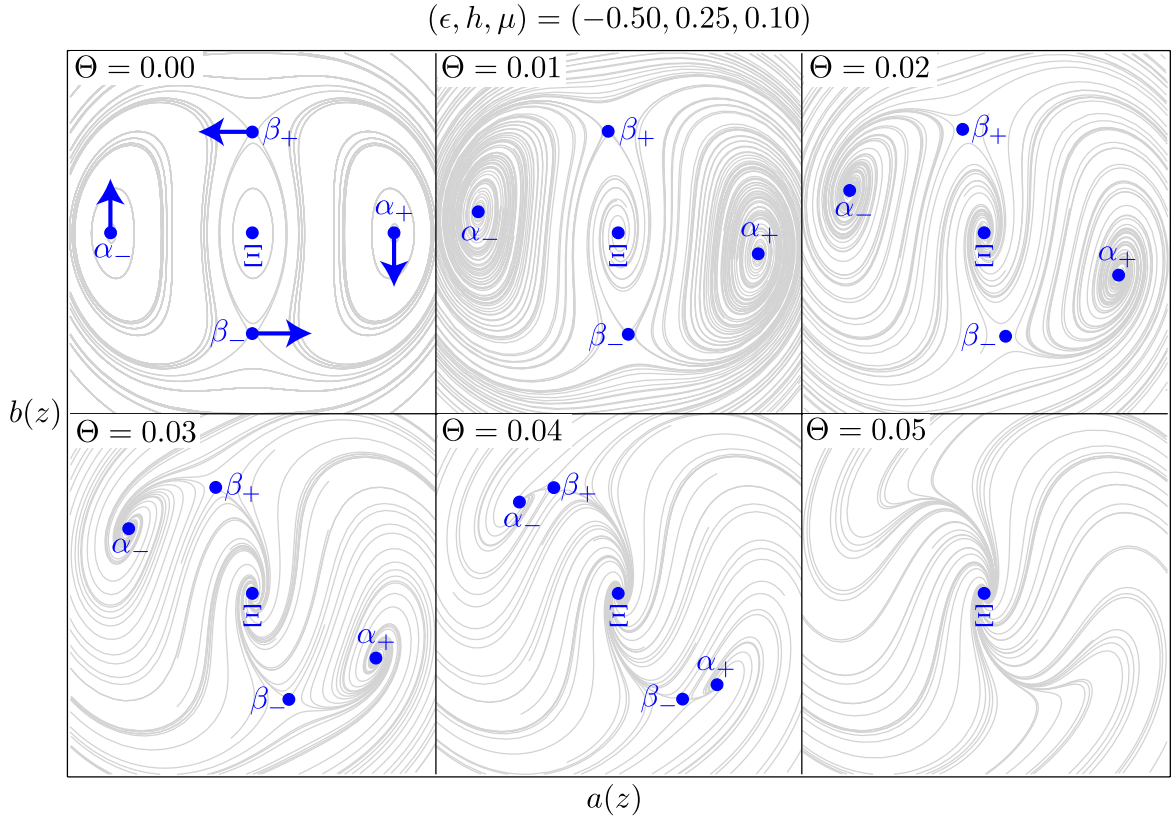 (ϵ, h, μ) = (−0.50, 0.25, 0.10)
Θ = 0.00
β₊
α₊
α₋
Ξ
β₋
Θ = 0.01
β₊
α₋
α₊
Ξ
β₋
Θ = 0.02
β₊
α₋
Ξ
α₊
β₋
b(z)
Θ = 0.03
β₊
α₋
Ξ
α₊
β₋
Θ = 0.04
β₊
α₋
Ξ
α₊
β₋
Θ = 0.05
Ξ
a(z)